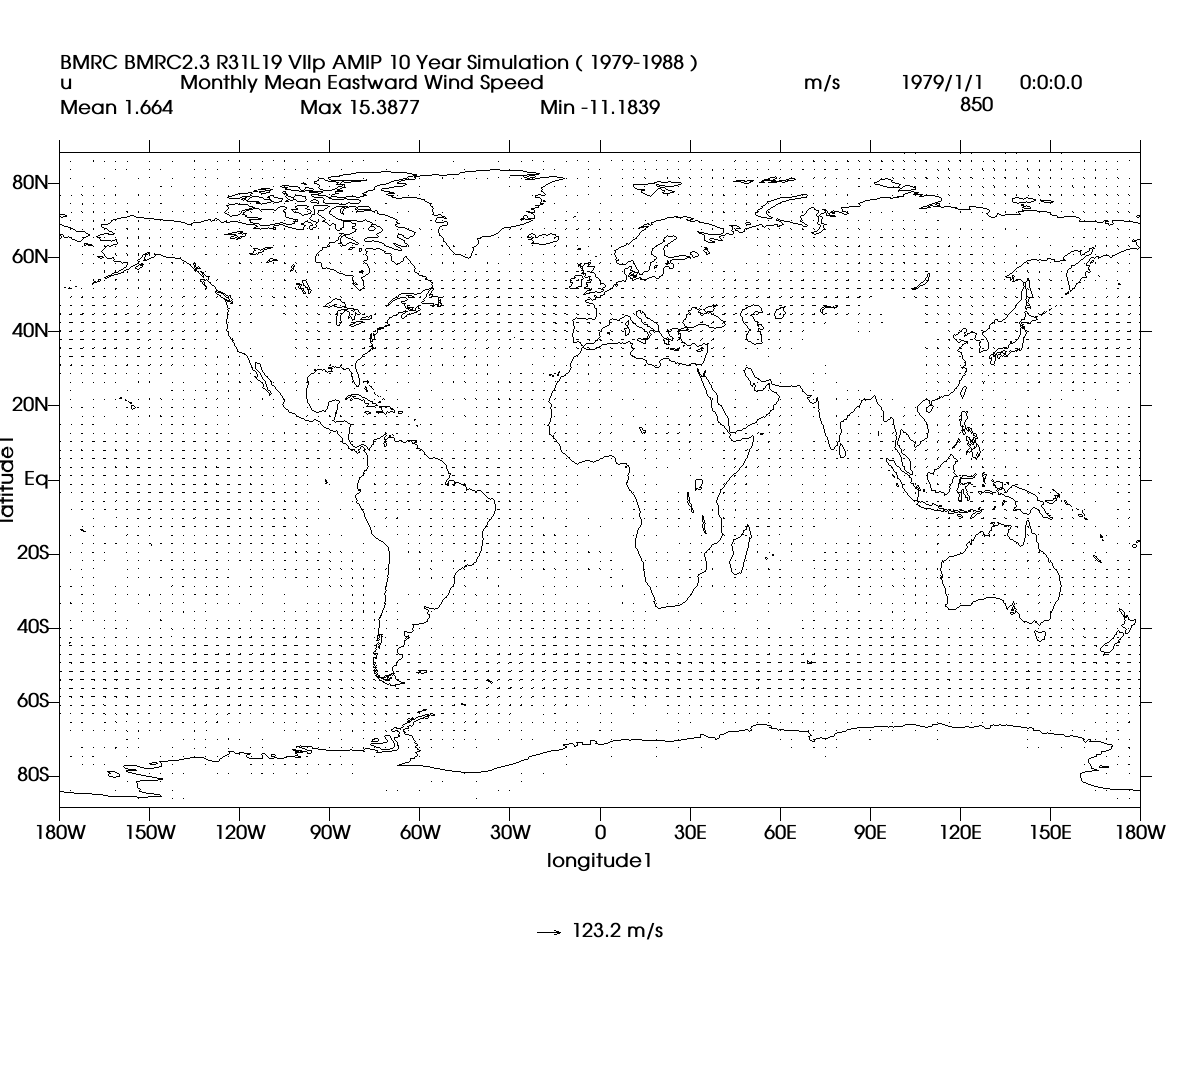 BMRC BMRC2.3 R31L19 VIIp AMIP 10 Year Simulation ( 1979-1988 )
u Monthly Mean Eastward Wind Speed m/s 1979/1/1 0:0:0.0
Mean 1.664 Max 15.3877 Min -11.1839 850
80N
60N
40N
20N
Eq
20S
40S
60S
80S
latitude1
180W 150W 120W 90W 60W 30W 0 30E 60E 90E 120E 150E 180W
longitude1
123.2 m/s